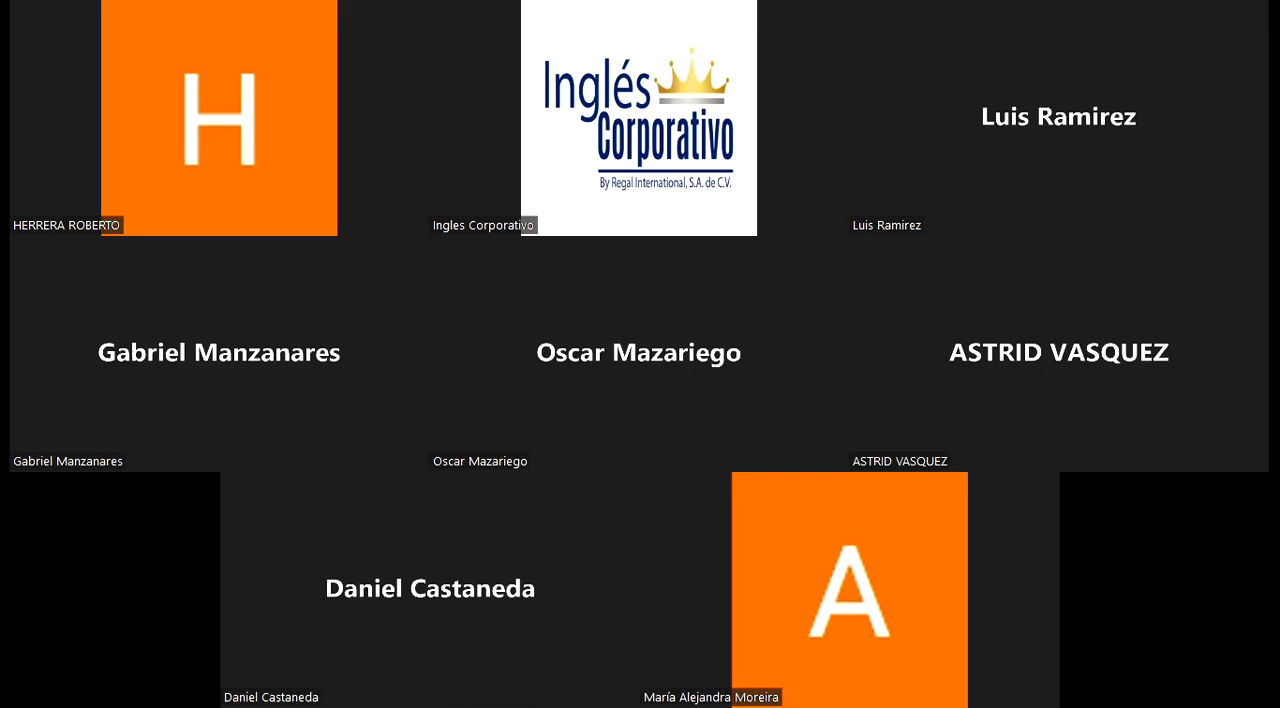 H
HERRERA ROBERTO
Inglés
Corporativo
By Regal International, S.A. de C.V.
Ingles Corporativo
Luis Ramirez
Luis Ramirez
Gabriel Manzanares
Gabriel Manzanares
Oscar Mazariego
Oscar Mazariego
ASTRID VASQUEZ
ASTRID VASQUEZ
Daniel Castaneda
Daniel Castaneda
A
María Alejandra Moreira